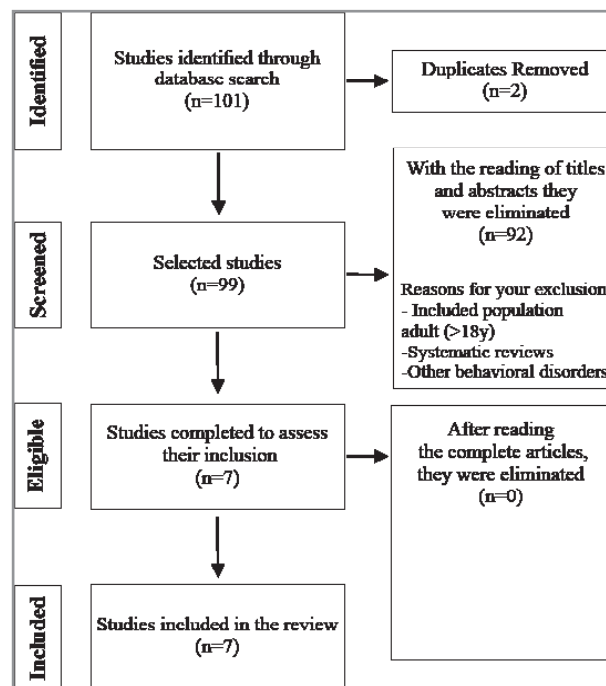 Identified
Studies identified through
database search
(n=101)
Duplicates Removed
(n=2)
Screened
Selected studies
(n=99)
With the reading of titles
and abstracts they
were eliminated
(n=92)
Reasons for your exclusion
- Included population
adult (>18y)
-Systematic reviews
-Other behavioral disorders
Eligible
Studies completed to assess
their inclusion
(n=7)
After reading
the complete articles,
they were eliminated
(n=0)
Included
Studies included in the review
(n=7)